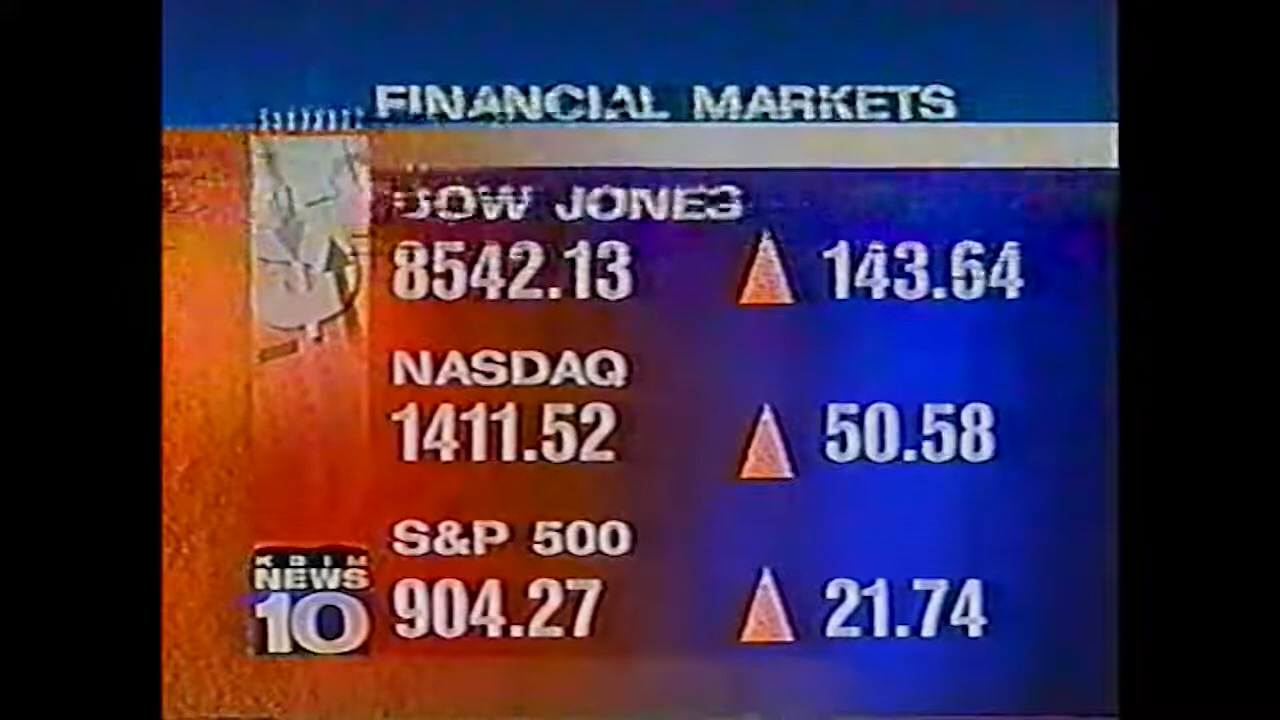 FINANCIAL MARKETS
DOW JONES
8542.13 143.64
NASDAQ
1411.52 50.58
S&P 500
904.27 21.74
NEWS
10